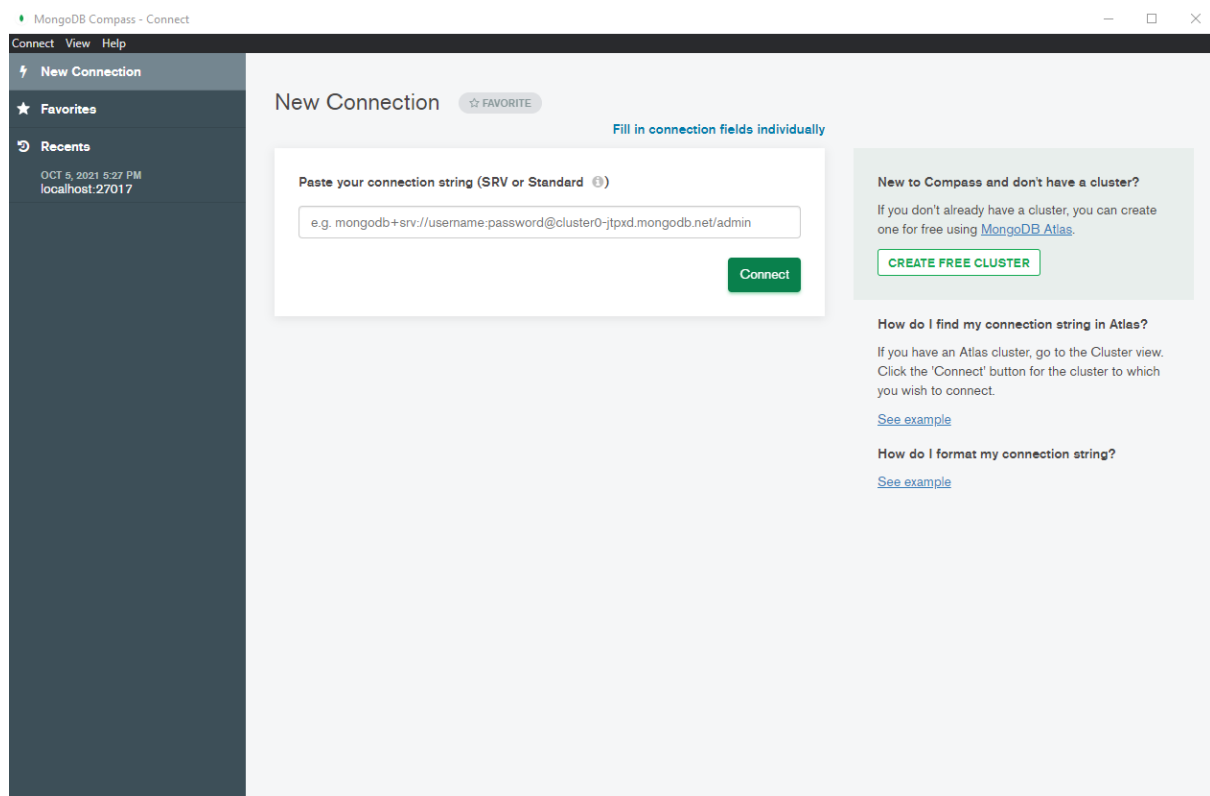 MongoDB Compass - Connect
Connect View Help
New Connection
Favorites
Recents
OCT 5, 2021 5:27 PM
localhost:27017
New Connection
FAVORITE
Fill in connection fields individually
Paste your connection string (SRV or Standard )
e.g. mongodb+srv://username:password@cluster0-jtpxd.mongodb.net/admin
Connect
New to Compass and don't have a cluster?
If you don't already have a cluster, you can create
one for free using MongoDB Atlas.
CREATE FREE CLUSTER
How do I find my connection string in Atlas?
If you have an Atlas cluster, go to the Cluster view.
Click the 'Connect' button for the cluster to which
you wish to connect.
See example
How do I format my connection string?
See example